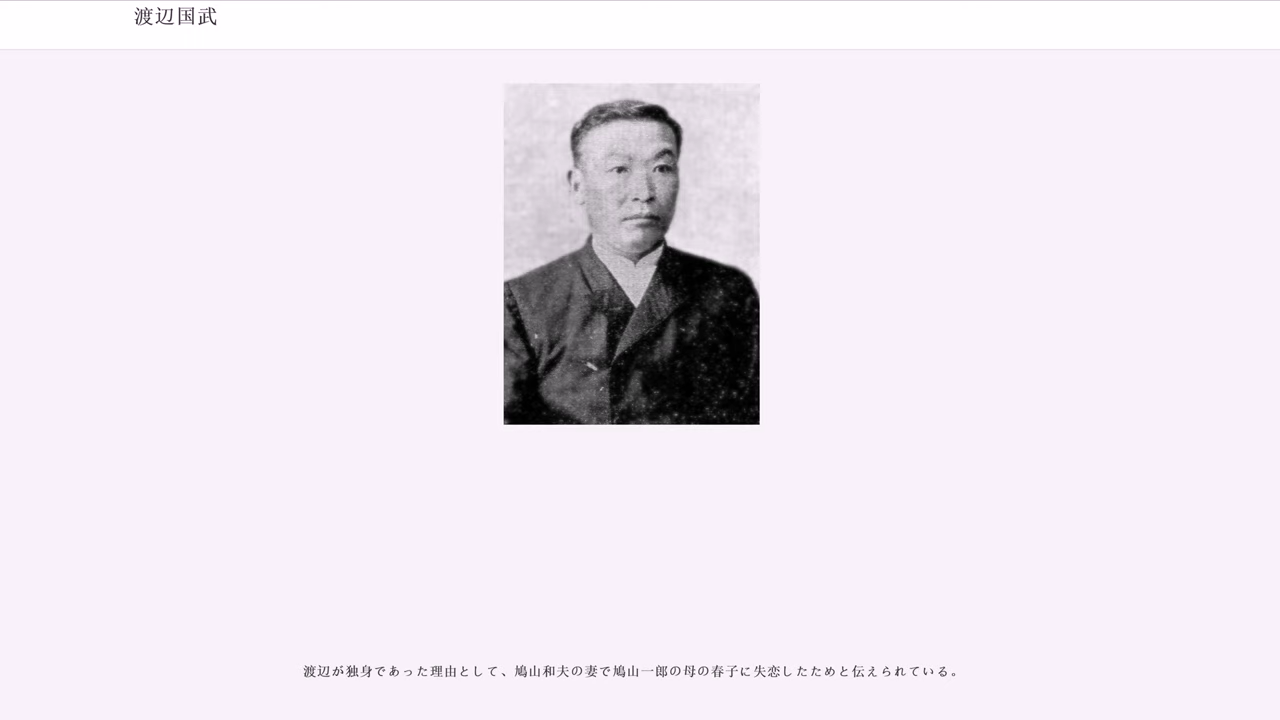 渡辺国武
渡辺が独身であった理由として、鳩山和夫の妻で鳩山一郎の母の春子に失恋したためと伝えられている。